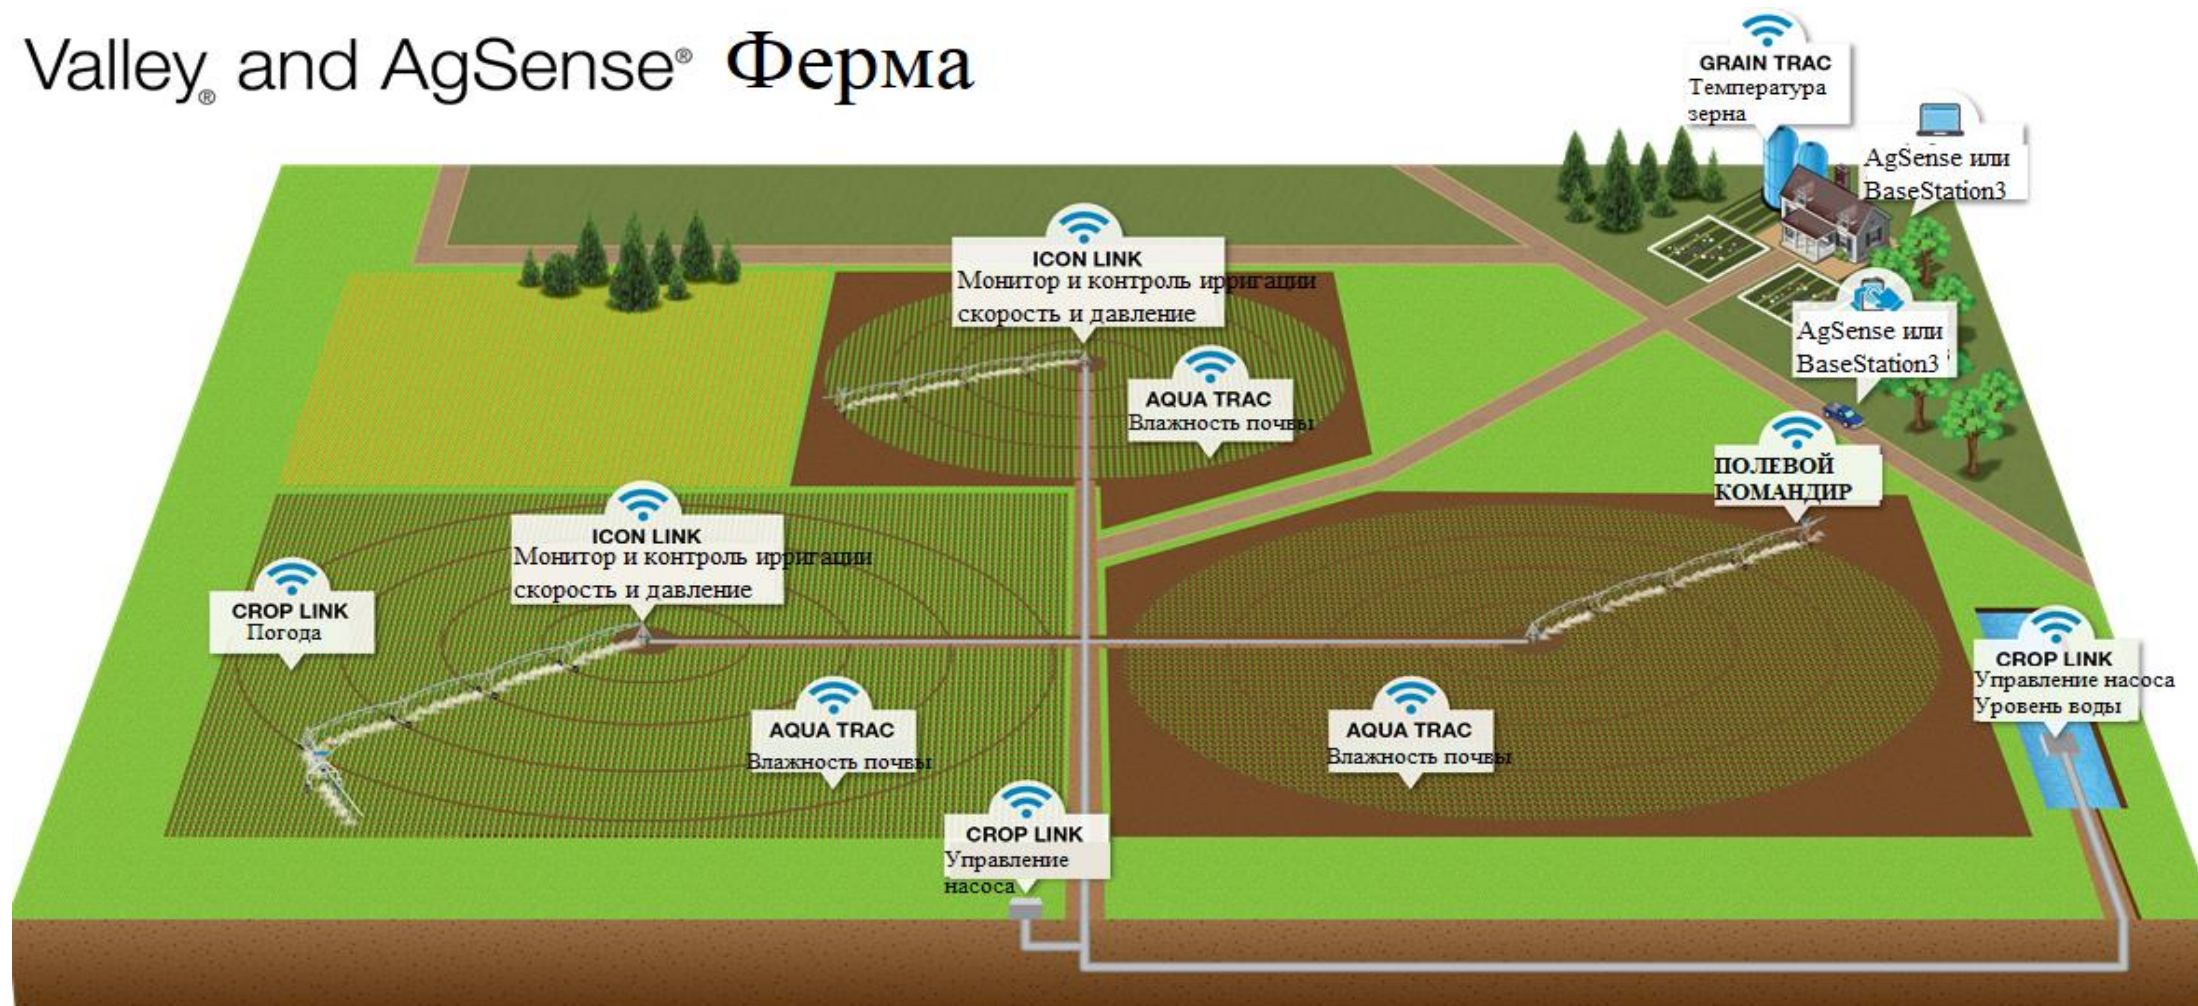 Valley® and AgSense® Ферма
GRAIN TRAC
Температура
зерна
AgSense или
BaseStation3
ICON LINK
Монитор и контроль ирригации
скорость и давление
AgSense или
BaseStation3
AQUA TRAC
Влажность почвы
ПОЛЕВОЙ
КОМАНДИР
ICON LINK
Монитор и контроль ирригации
скорость и давление
CROP LINK
Погода
CROP LINK
Управление насоса
Уровень воды
AQUA TRAC
Влажность почвы
AQUA TRAC
Влажность почвы
CROP LINK
Управление
насоса